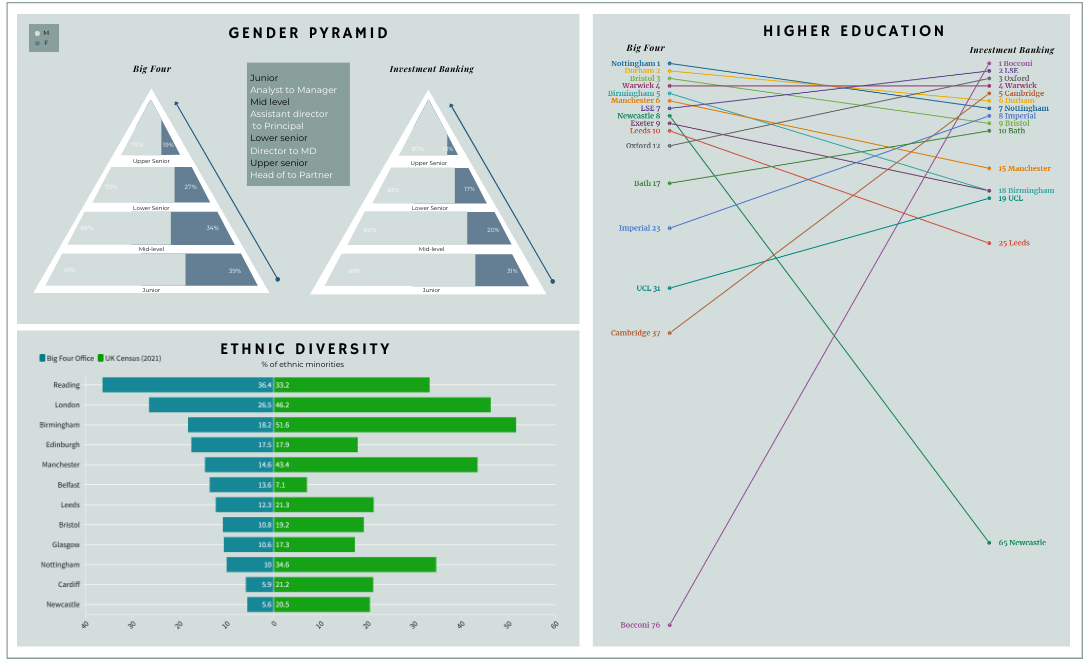 M
F
GENDER PYRAMID
Big Four
Investment Banking
Junior
Analyst to Manager
Mid level
Assistant director
to Principal
Lower senior
Director to MD
Upper senior
Head of to Partner
19%
Upper Senior
73%
27%
Lower Senior
66%
34%
Mid-level
61%
39%
Junior
87%
Upper Senior
83%
17%
Lower Senior
80%
20%
Mid-level
69%
31%
Junior
ETHNIC DIVERSITY
Big Four Office
UK Census (2021)
% of ethnic minorities
Reading 36.4 33.2
London 26.5 46.2
Birmingham 18.2 51.6
Edinburgh 17.5 17.9
Manchester 14.6 43.4
Belfast 13.6 7.1
Leeds 12.3 21.3
Bristol 10.8 19.2
Glasgow 10.6 17.3
Nottingham 10 34.6
Cardiff 5.9 21.2
Newcastle 5.6 20.5
40 30 20 10 0 10 20 30 40 50 60
HIGHER EDUCATION
Big Four
Investment Banking
Nottingham 1
Durham 2
Bristol 3
Warwick 4
Birmingham 5
Manchester 6
LSE 7
Newcastle 8
Exeter 9
Leeds 10
Oxford 12
Bath 17
Imperial 23
UCL 31
Cambridge 37
Bocconi 76
1 Bocconi
2 LSE
3 Oxford
4 Warwick
5 Cambridge
6 Durham
7 Nottingham
8 Imperial
9 Bristol
10 Bath
15 Manchester
18 Birmingham
19 UCL
25 Leeds
65 Newcastle